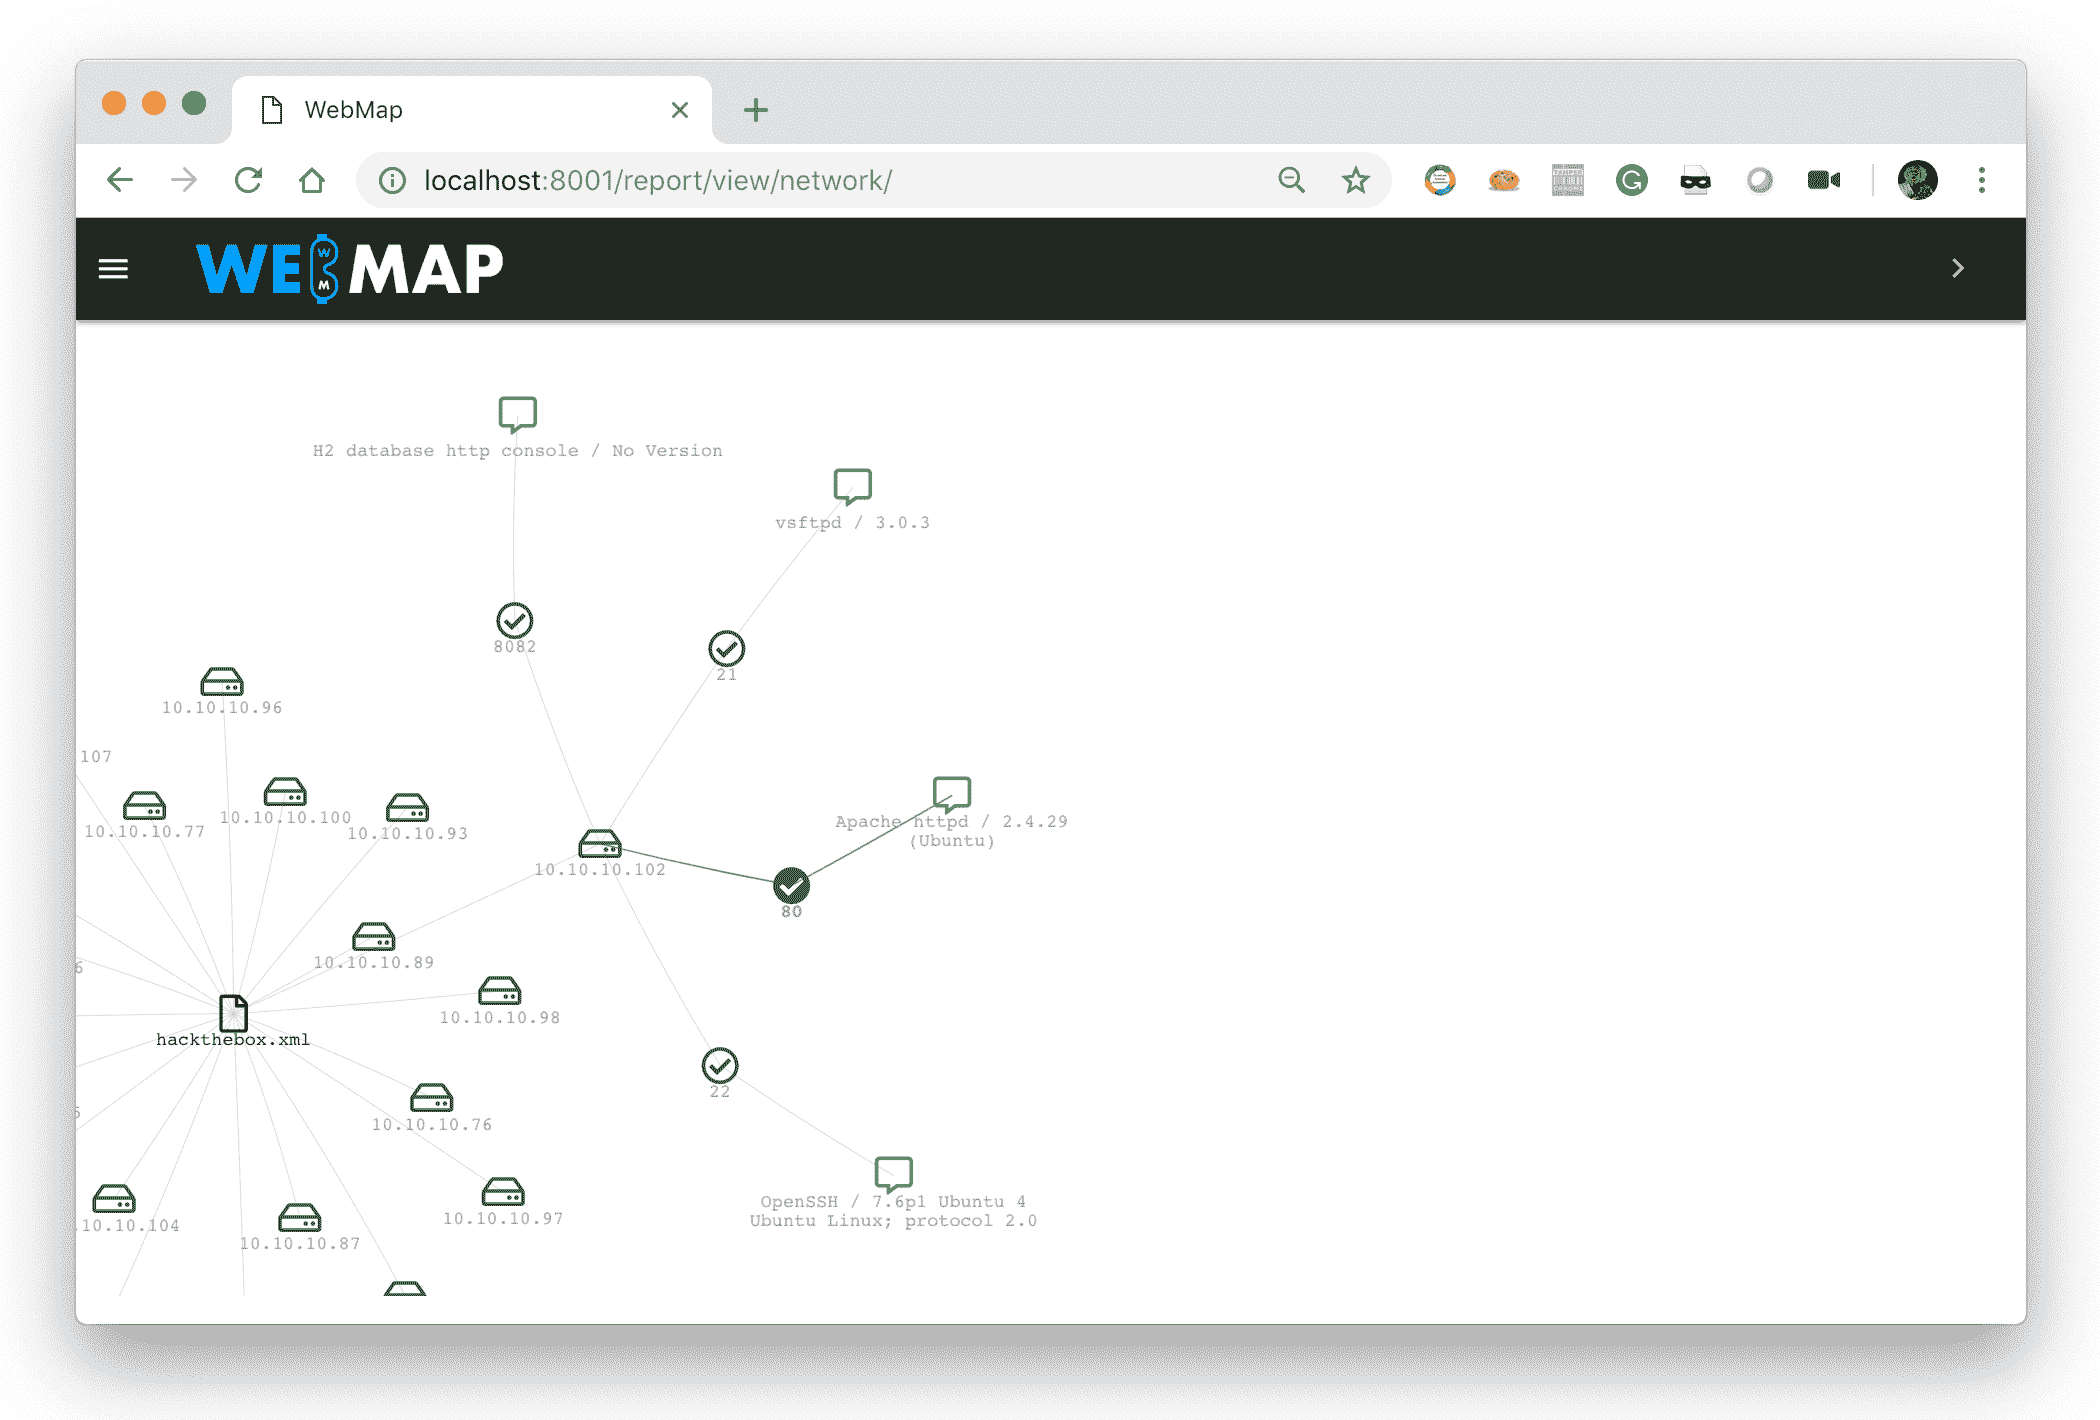 WebMap
localhost:8001/report/view/network/
WEBMAP
H2 database http console / No Version
vsftpd / 3.0.3
8082
21
10.10.10.96
107
10.10.10.77
10.10.10.100
10.10.10.93
Apache httpd / 2.4.29
(Ubuntu)
10.10.10.102
80
10.10.10.89
6
10.10.10.98
hackthebox.xml
22
10.10.10.76
OpenSSH / 7.6p1 Ubuntu 4
Ubuntu Linux; protocol 2.0
10.10.10.97
.10.10.104
10.10.10.87